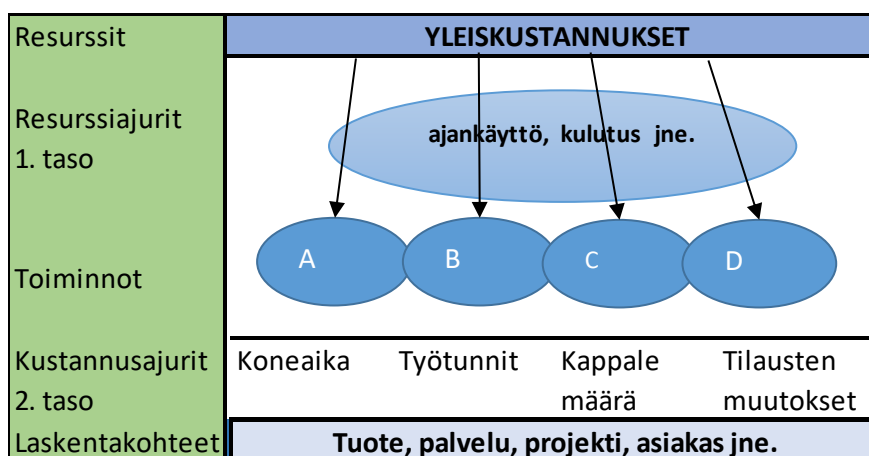 Resurssit
YLEISKUSTANNUKSET
Resurssiajurit
1. taso
ajankäyttö, kulutus jne.
Toiminnot
A
B
C
D
Kustannusajurit
2. taso
Koneaika
Työtunnit
Kappale
määrä
Tilausten
muutokset
Laskentakohteet
Tuote, palvelu, projekti, asiakas jne.